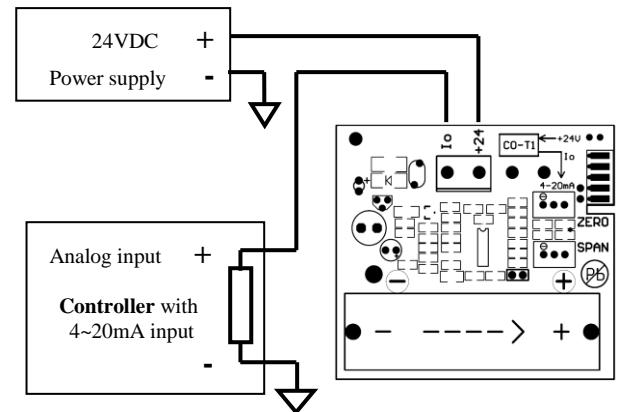 24VDC +
Power supply -
Analog input +
Controller with
4~20mA input
-
Io
+24
CO-T1
+24V
Io
4-20mA
ZERO
SPAN
+
+
- +
Pb
- ----> +